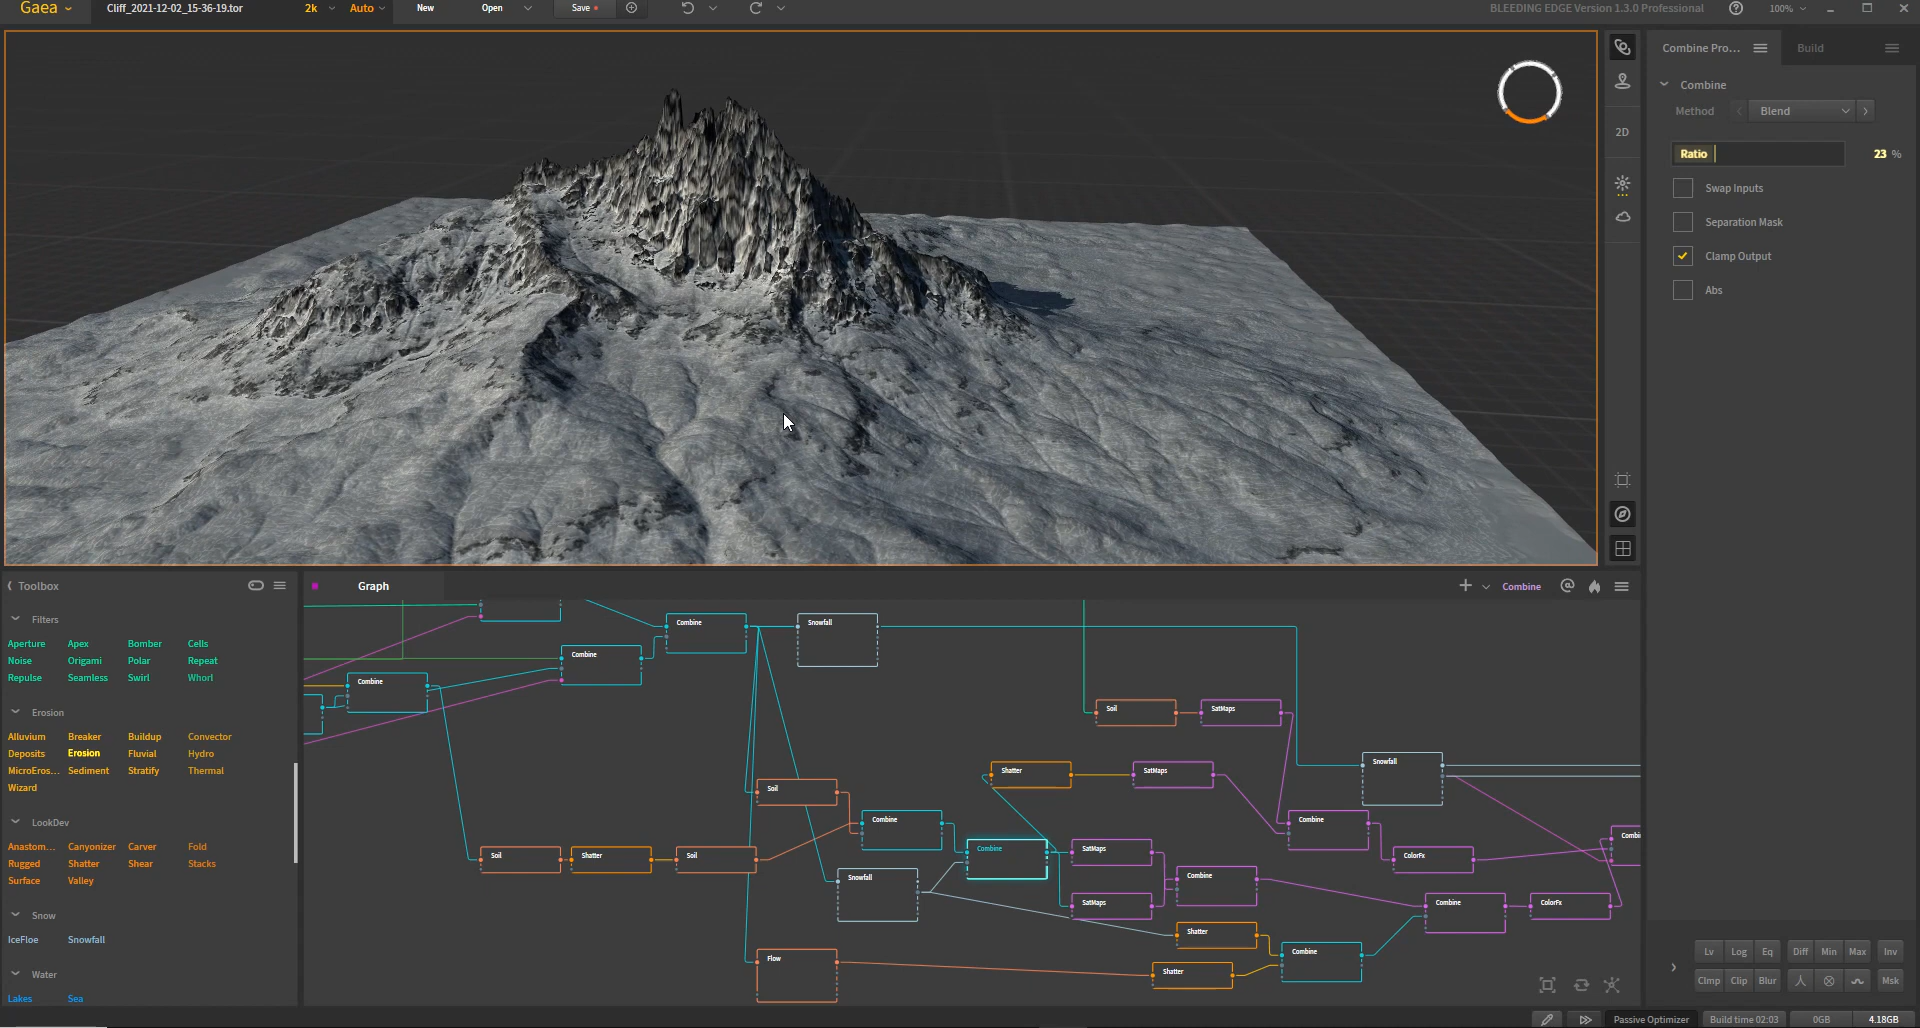 Gaea Cliff_2021-12-02_15-36-19.tor 2k Auto New Open Save BLEEDING EDGE Version 1.3.0 Professional 100%
Combine Pro... Build
Combine
Method Blend
2D
Ratio 23 %
Swap Inputs
Separation Mask
Clamp Output
Abs
Toolbox
Graph
Combine
Filters
Aperture Apex Bomber Cells
Noise Origami Polar Repeat
Repulse Seamless Swirl Whorl
Erosion
Alluvium Breaker Buildup Convector
Deposits Erosion Fluvial Hydro
MicroEros... Sediment Stratify Thermal
Wizard
LookDev
Anastom... Canyonizer Carver Fold
Rugged Shatter Shear Stacks
Surface Valley
Snow
IceFloe Snowfall
Water
Lakes Sea
Combine Snowfall
Combine
Combine
Soil SatMaps
Snowfall
Shatter SatMaps
Soil
Combine Combine
Combi
Combine SatMaps
Soil Shatter Soil
ColorFx
Snowfall Combine
SatMaps Combine ColorFx
Shatter
Combine
Flow
Shatter
Lv Log Eq Diff Min Max Inv
Clmp Clip Blur Msk
Passive Optimizer Build time 02:03 0GB 4.18GB